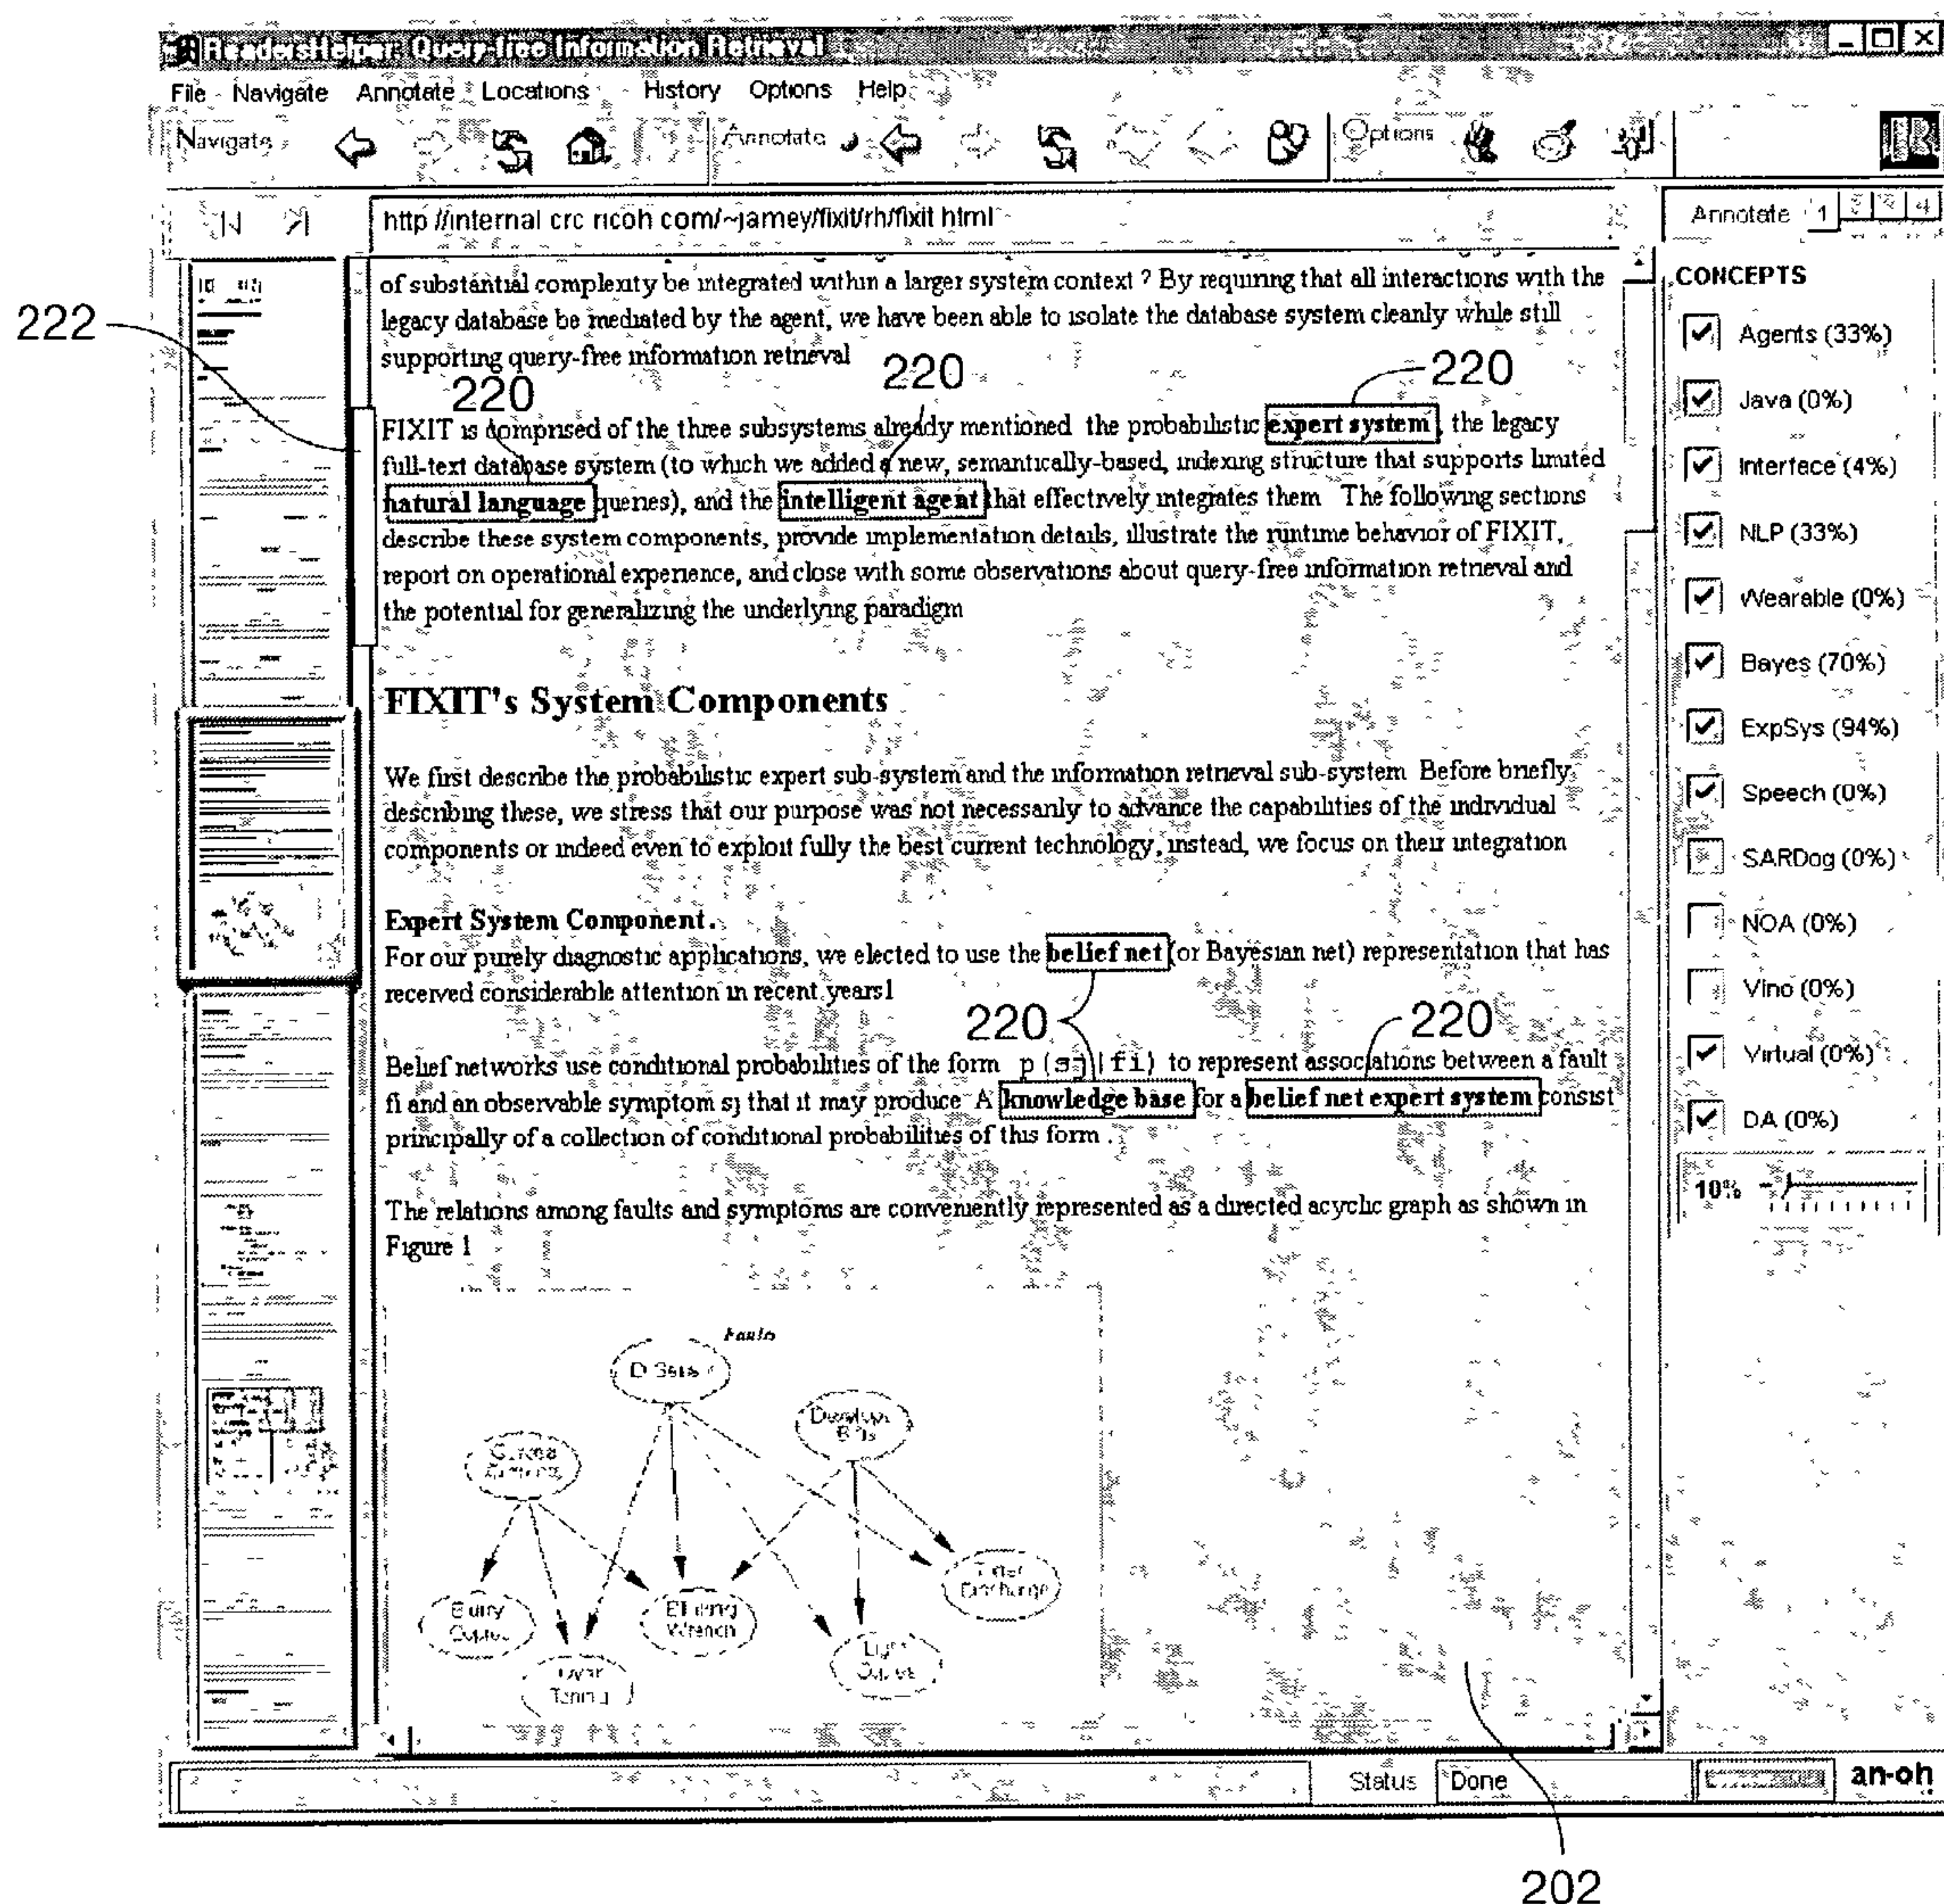 ReadersHelper: Query-free Information Retrieval
File Navigate Annotate Locations History Options Help
Navigate Annotate Options
http //internal crc ricoh com/~jamey/fixit/rh/fixit html
Annotate 1 2 3 4
222
of substantial complexity be integrated within a larger system context ? By requiring that all interactions with the
legacy database be mediated by the agent, we have been able to isolate the database system cleanly while still
supporting query-free information retrieval
220 220 220
FIXIT is comprised of the three subsystems already mentioned the probabilistic expert system, the legacy
full-text database system (to which we added a new, semantically-based, indexing structure that supports limited
natural language queries), and the intelligent agent that effectively integrates them The following sections
describe these system components, provide implementation details, illustrate the runtime behavior of FIXIT,
report on operational experience, and close with some observations about query-free information retrieval and
the potential for generalizing the underlying paradigm
FIXIT's System Components
We first describe the probabilistic expert sub-system and the information retrieval sub-system Before briefly
describing these, we stress that our purpose was not necessarily to advance the capabilities of the individual
components or indeed even to exploit fully the best current technology, instead, we focus on their integration
Expert System Component.
For our purely diagnostic applications, we elected to use the belief net (or Bayesian net) representation that has
received considerable attention in recent years1
220 220
Belief networks use conditional probabilities of the form p(sj|fi) to represent associations between a fault
fi and an observable symptom sj that it may produce A knowledge base for a belief net expert system consist
principally of a collection of conditional probabilities of this form .
The relations among faults and symptoms are conveniently represented as a directed acyclic graph as shown in
Figure 1
Faults
Wrench
Light
Discharge
CONCEPTS
Agents (33%)
Java (0%)
Interface (4%)
NLP (33%)
Wearable (0%)
Bayes (70%)
ExpSys (94%)
Speech (0%)
SARDog (0%)
NOA (0%)
Vino (0%)
Virtual (0%)
DA (0%)
10%
Status Done
an-oh
202